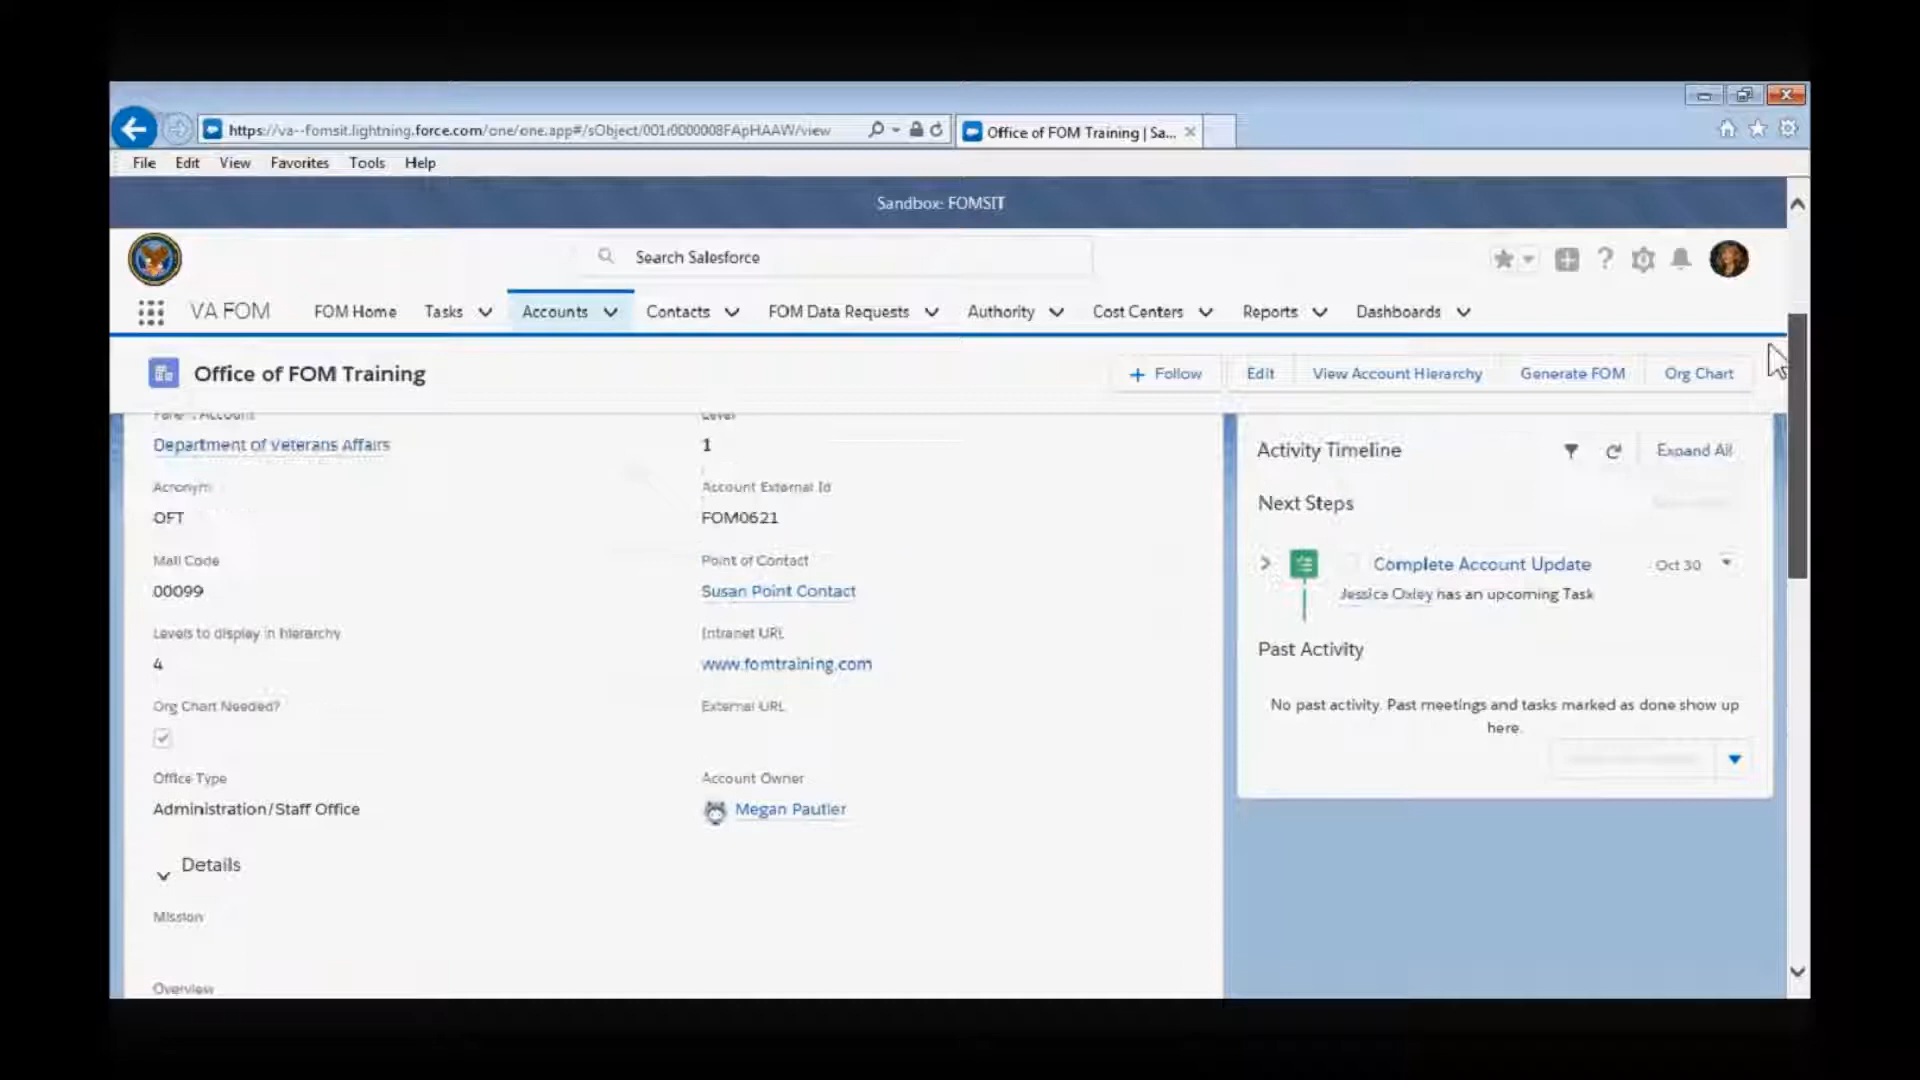 https://va--fomsit.lightning.force.com/one/one.app#/sObject/001r0000008FApHAAW/view
Office of FOM Training | Sa...
File Edit View Favorites Tools Help
Sandbox: FOMSIT
Search Salesforce
VA FOM FOM Home Tasks Accounts Contacts FOM Data Requests Authority Cost Centers Reports Dashboards
Office of FOM Training
+ Follow Edit View Account Hierarchy Generate FOM Org Chart
Parent Account Level
Department of Veterans Affairs 1
Acronym Account External Id
OFT FOM0621
Mail Code Point of Contact
00099 Susan Point Contact
Levels to display in hierarchy Intranet URL
4 www.fomtraining.com
Org Chart Needed? External URL
Office Type Account Owner
Administration/Staff Office Megan Pautler
Details
Mission
Overview
Activity Timeline Expand All
Next Steps
Complete Account Update Oct 30
Jessica Oxley has an upcoming Task
Past Activity
No past activity. Past meetings and tasks marked as done show up
here.